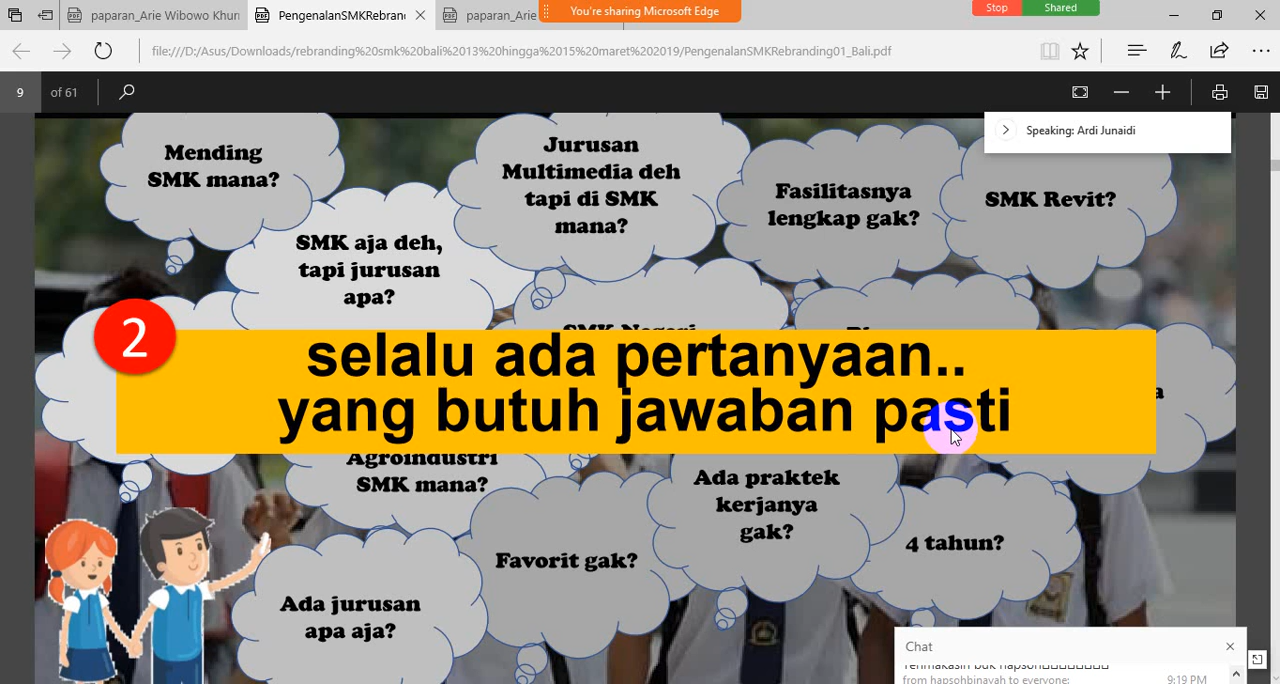 paparan_Arie Wibowo Khuri
PengenalanSMKRebran
paparan_Arie
You're sharing Microsoft Edge
Stop
Shared
file:///D:/Asus/Downloads/rebranding%20smk%20bali%2013%20hingga%2015%20maret%202019/PengenalanSMKRebranding01_Bali.pdf
9
of 61
Speaking: Ardi Junaidi
Mending
SMK mana?
Jurusan
Multimedia deh
tapi di SMK
mana?
Fasilitasnya
lengkap gak?
SMK Revit?
SMK aja deh,
tapi jurusan
apa?
SMK Negeri
2
selalu ada pertanyaan..
yang butuh jawaban pasti
Agroindustri
SMK mana?
Ada praktek
kerjanya
gak?
Favorit gak?
4 tahun?
Ada jurusan
apa aja?
Chat
from hapsohbinayah to everyone:
9:19 PM